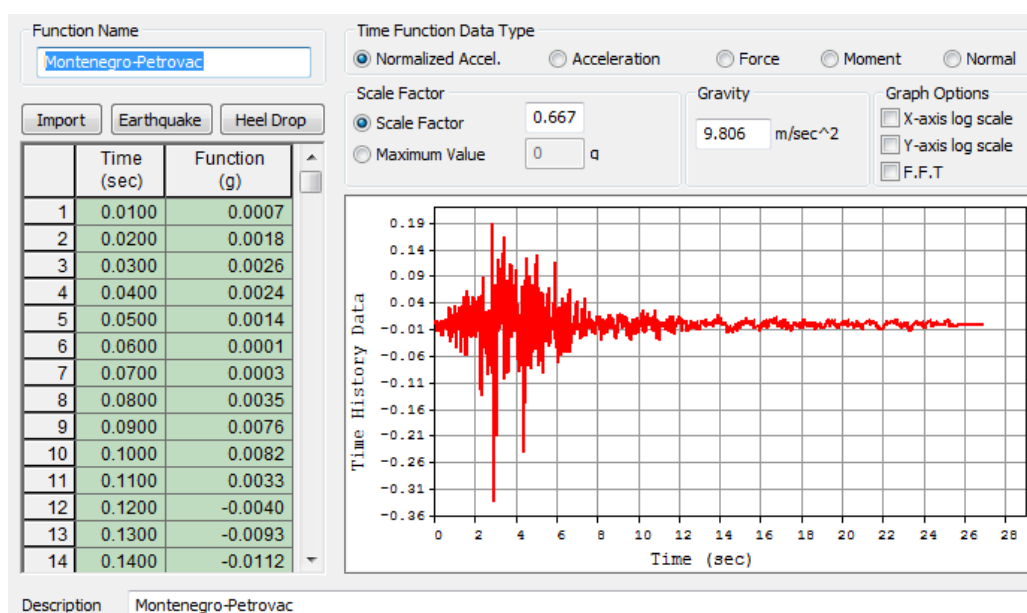 Function Name
Montenegro-Petrovac
Time Function Data Type
Normalized Accel. Acceleration Force Moment Normal
Import Earthquake Heel Drop
Scale Factor
Scale Factor 0.667
Maximum Value 0 g
Gravity
9.806 m/sec^2
Graph Options
X-axis log scale
Y-axis log scale
F.F.T
Time (sec) Function (g)
1 0.0100 0.0007
2 0.0200 0.0018
3 0.0300 0.0026
4 0.0400 0.0024
5 0.0500 0.0014
6 0.0600 0.0001
7 0.0700 0.0003
8 0.0800 0.0035
9 0.0900 0.0076
10 0.1000 0.0082
11 0.1100 0.0033
12 0.1200 -0.0040
13 0.1300 -0.0093
14 0.1400 -0.0112
Time History Data
0.19
0.14
0.09
0.04
-0.01
-0.06
-0.11
-0.16
-0.21
-0.26
-0.31
-0.36
0 2 4 6 8 10 12 14 16 18 20 22 24 26 28
Time (sec)
Description Montenegro-Petrovac